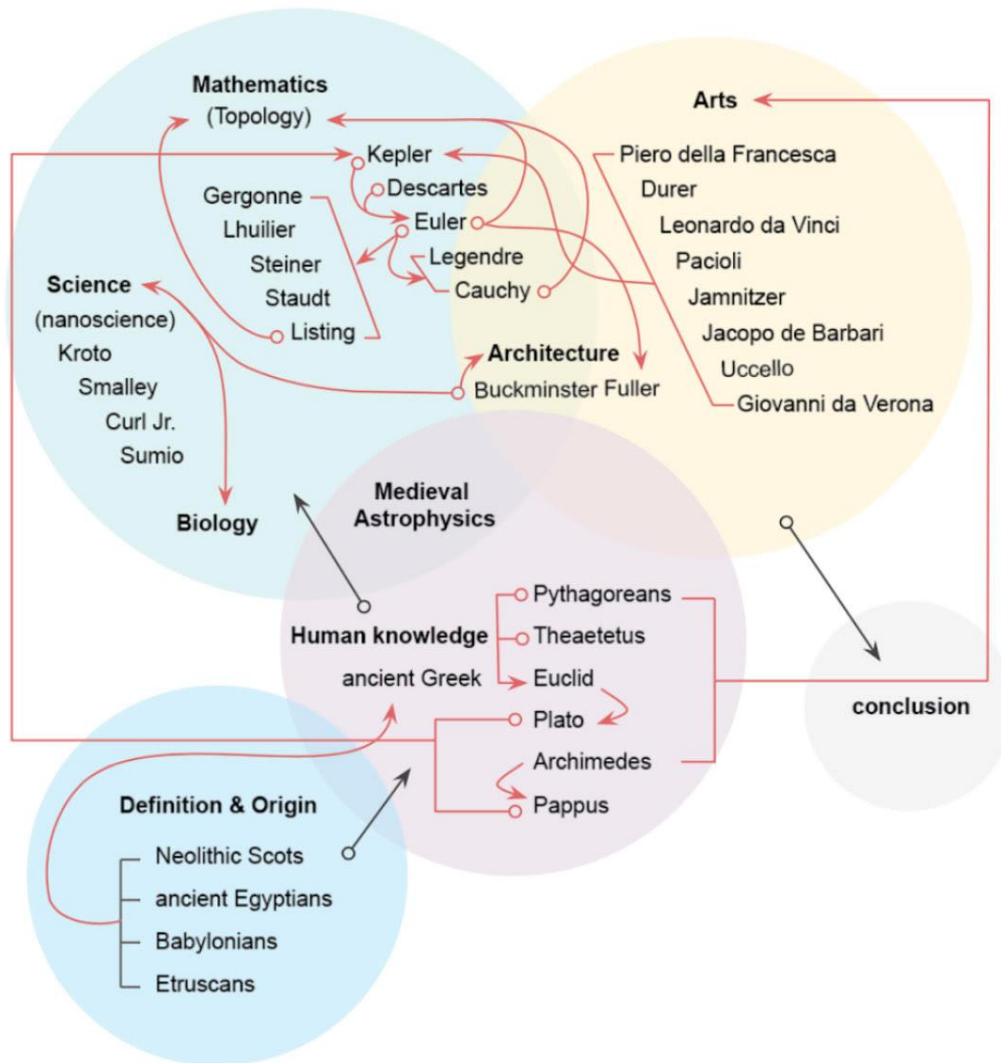 Mathematics
(Topology)
Kepler
Descartes
Euler
Legendre
Cauchy
Gergonne
Lhuilier
Steiner
Staudt
Listing
Science
(nanoscience)
Kroto
Smalley
Curl Jr.
Sumio
Biology
Architecture
Buckminster Fuller
Arts
Piero della Francesca
Durer
Leonardo da Vinci
Pacioli
Jamnitzer
Jacopo de Barbari
Uccello
Giovanni da Verona
Medieval
Astrophysics
Human knowledge
ancient Greek
Pythagoreans
Theaetetus
Euclid
Plato
Archimedes
Pappus
conclusion
Definition & Origin
Neolithic Scots
ancient Egyptians
Babylonians
Etruscans